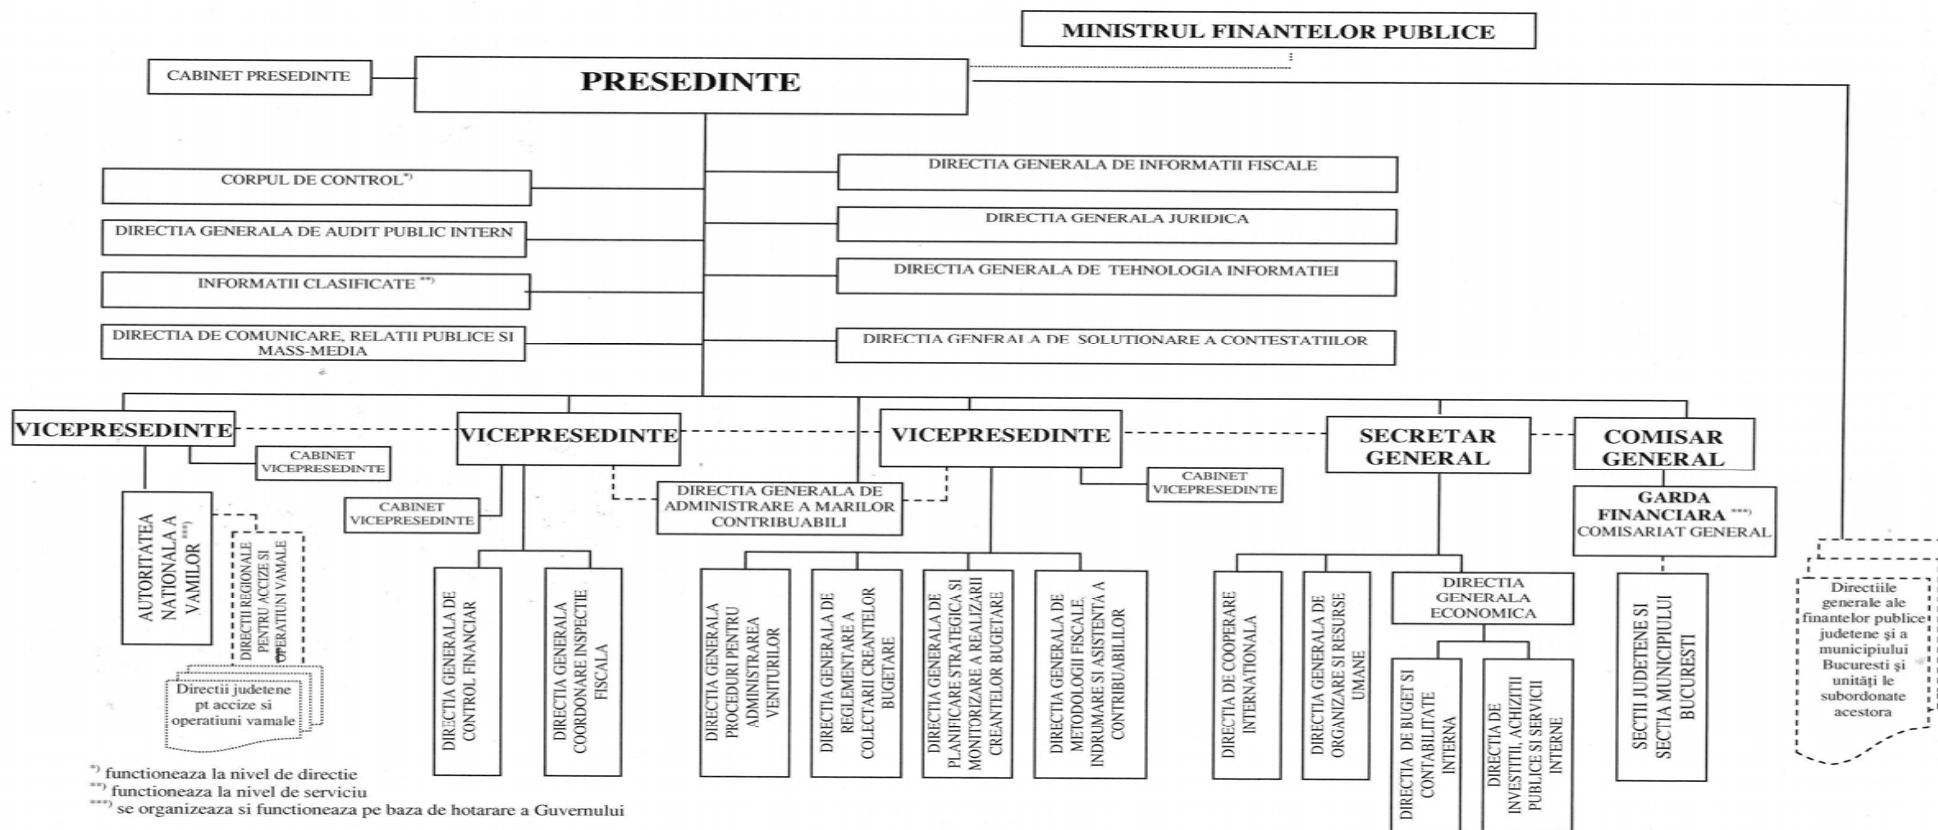 MINISTRUL FINANTELOR PUBLICE
CABINET PRESEDINTE
PRESEDINTE
CORPUL DE CONTROL*)
DIRECTIA GENERALA DE AUDIT PUBLIC INTERN
INFORMATII CLASIFICATE **)
DIRECTIA DE COMUNICARE, RELATII PUBLICE SI
MASS-MEDIA
DIRECTIA GENERALA DE INFORMATII FISCALE
DIRECTIA GENERALA JURIDICA
DIRECTIA GENERALA DE TEHNOLOGIA INFORMATIEI
DIRECTIA GENERALA DE SOLUTIONARE A CONTESTATIILOR
VICEPRESEDINTE
CABINET
VICEPRESEDINTE
AUTORITATEA
NATIONALA A
VAMILOR ***)
DIRECTII REGIONALE
PENTRU ACCIZE SI
OPERATIUNI VAMALE
Directii judetene
pt accize si
operatiuni vamale
VICEPRESEDINTE
CABINET
VICEPRESEDINTE
DIRECTIA GENERALA DE
CONTROL FINANCIAR
DIRECTIA GENERALA
COORDONARE INSPECTIE
FISCALA
DIRECTIA GENERALA DE
ADMINISTRARE A MARILOR
CONTRIBUABILI
VICEPRESEDINTE
CABINET
VICEPRESEDINTE
DIRECTIA GENERALA
PROCEDURI PENTRU
ADMINISTRAREA
VENITURILOR
DIRECTIA GENERALA DE
REGLEMENTARE A
COLECTARII CREANTELOR
BUGETARE
DIRECTIA GENERALA DE
PLANIFICARE STRATEGICA SI
MONITORIZARE A REALIZARII
CREANTELOR BUGETARE
DIRECTIA GENERALA DE
METODOLOGII FISCALE,
INDRUMARE SI ASISTENTA A
CONTRIBUABILILOR
SECRETAR
GENERAL
DIRECTIA DE COOPERARE
INTERNATIONALA
DIRECTIA GENERALA DE
ORGANIZARE SI RESURSE
UMANE
DIRECTIA
GENERALA
ECONOMICA
DIRECTIA DE BUGET SI
CONTABILITATE
INTERNA
DIRECTIA DE
INVESTITII, ACHIZITII
PUBLICE SI SERVICII
INTERNE
COMISAR
GENERAL
GARDA
FINANCIARA ***)
COMISARIAT GENERAL
SECTII JUDETENE SI
SECTIA MUNICIPIULUI
BUCURESTI
Directiile
generale ale
finantelor publice
judetene şi a
municipiului
Bucuresti şi
unităţi le
subordonate
acestora
*) functioneaza la nivel de directie
**) functioneaza la nivel de serviciu
***) se organizeaza si functioneaza pe baza de hotarare a Guvernului